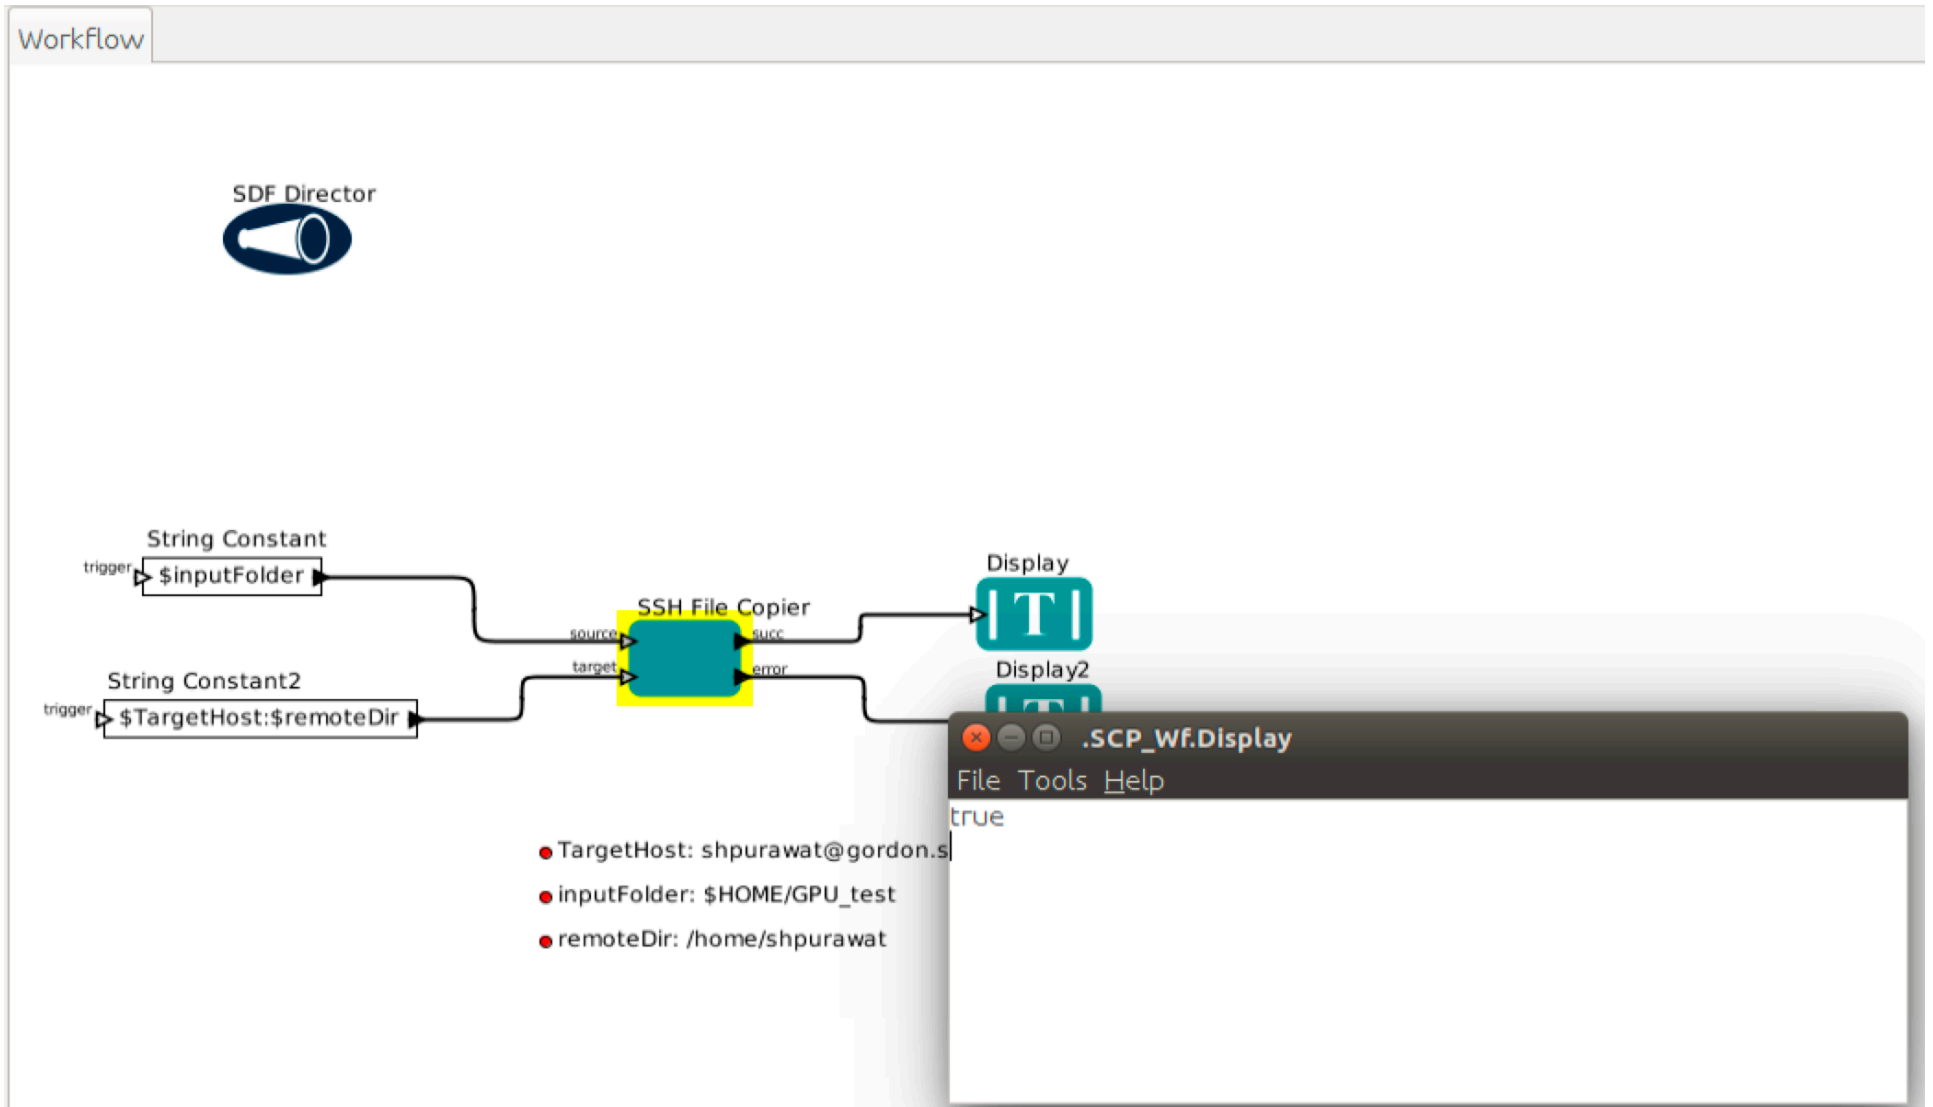 Workflow
SDF Director
String Constant
trigger
$inputFolder
String Constant2
trigger
$TargetHost:$remoteDir
SSH File Copier
source
succ
target
error
Display
T
Display2
.SCP_Wf.Display
File Tools Help
true
TargetHost: shpurawat@gordon.s
inputFolder: $HOME/GPU_test
remoteDir: /home/shpurawat